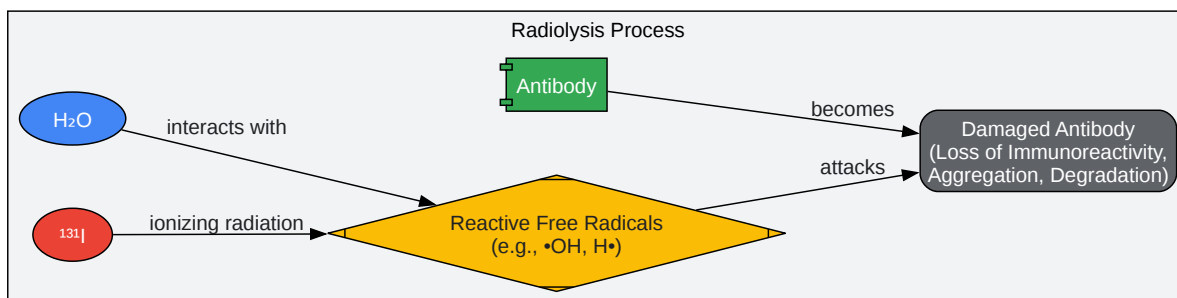 Radiolysis Process
Antibody
H₂O
interacts with
becomes
Damaged Antibody
(Loss of Immunoreactivity,
Aggregation, Degradation)
attacks
¹³¹I
ionizing radiation
Reactive Free Radicals
(e.g., •OH, H•)